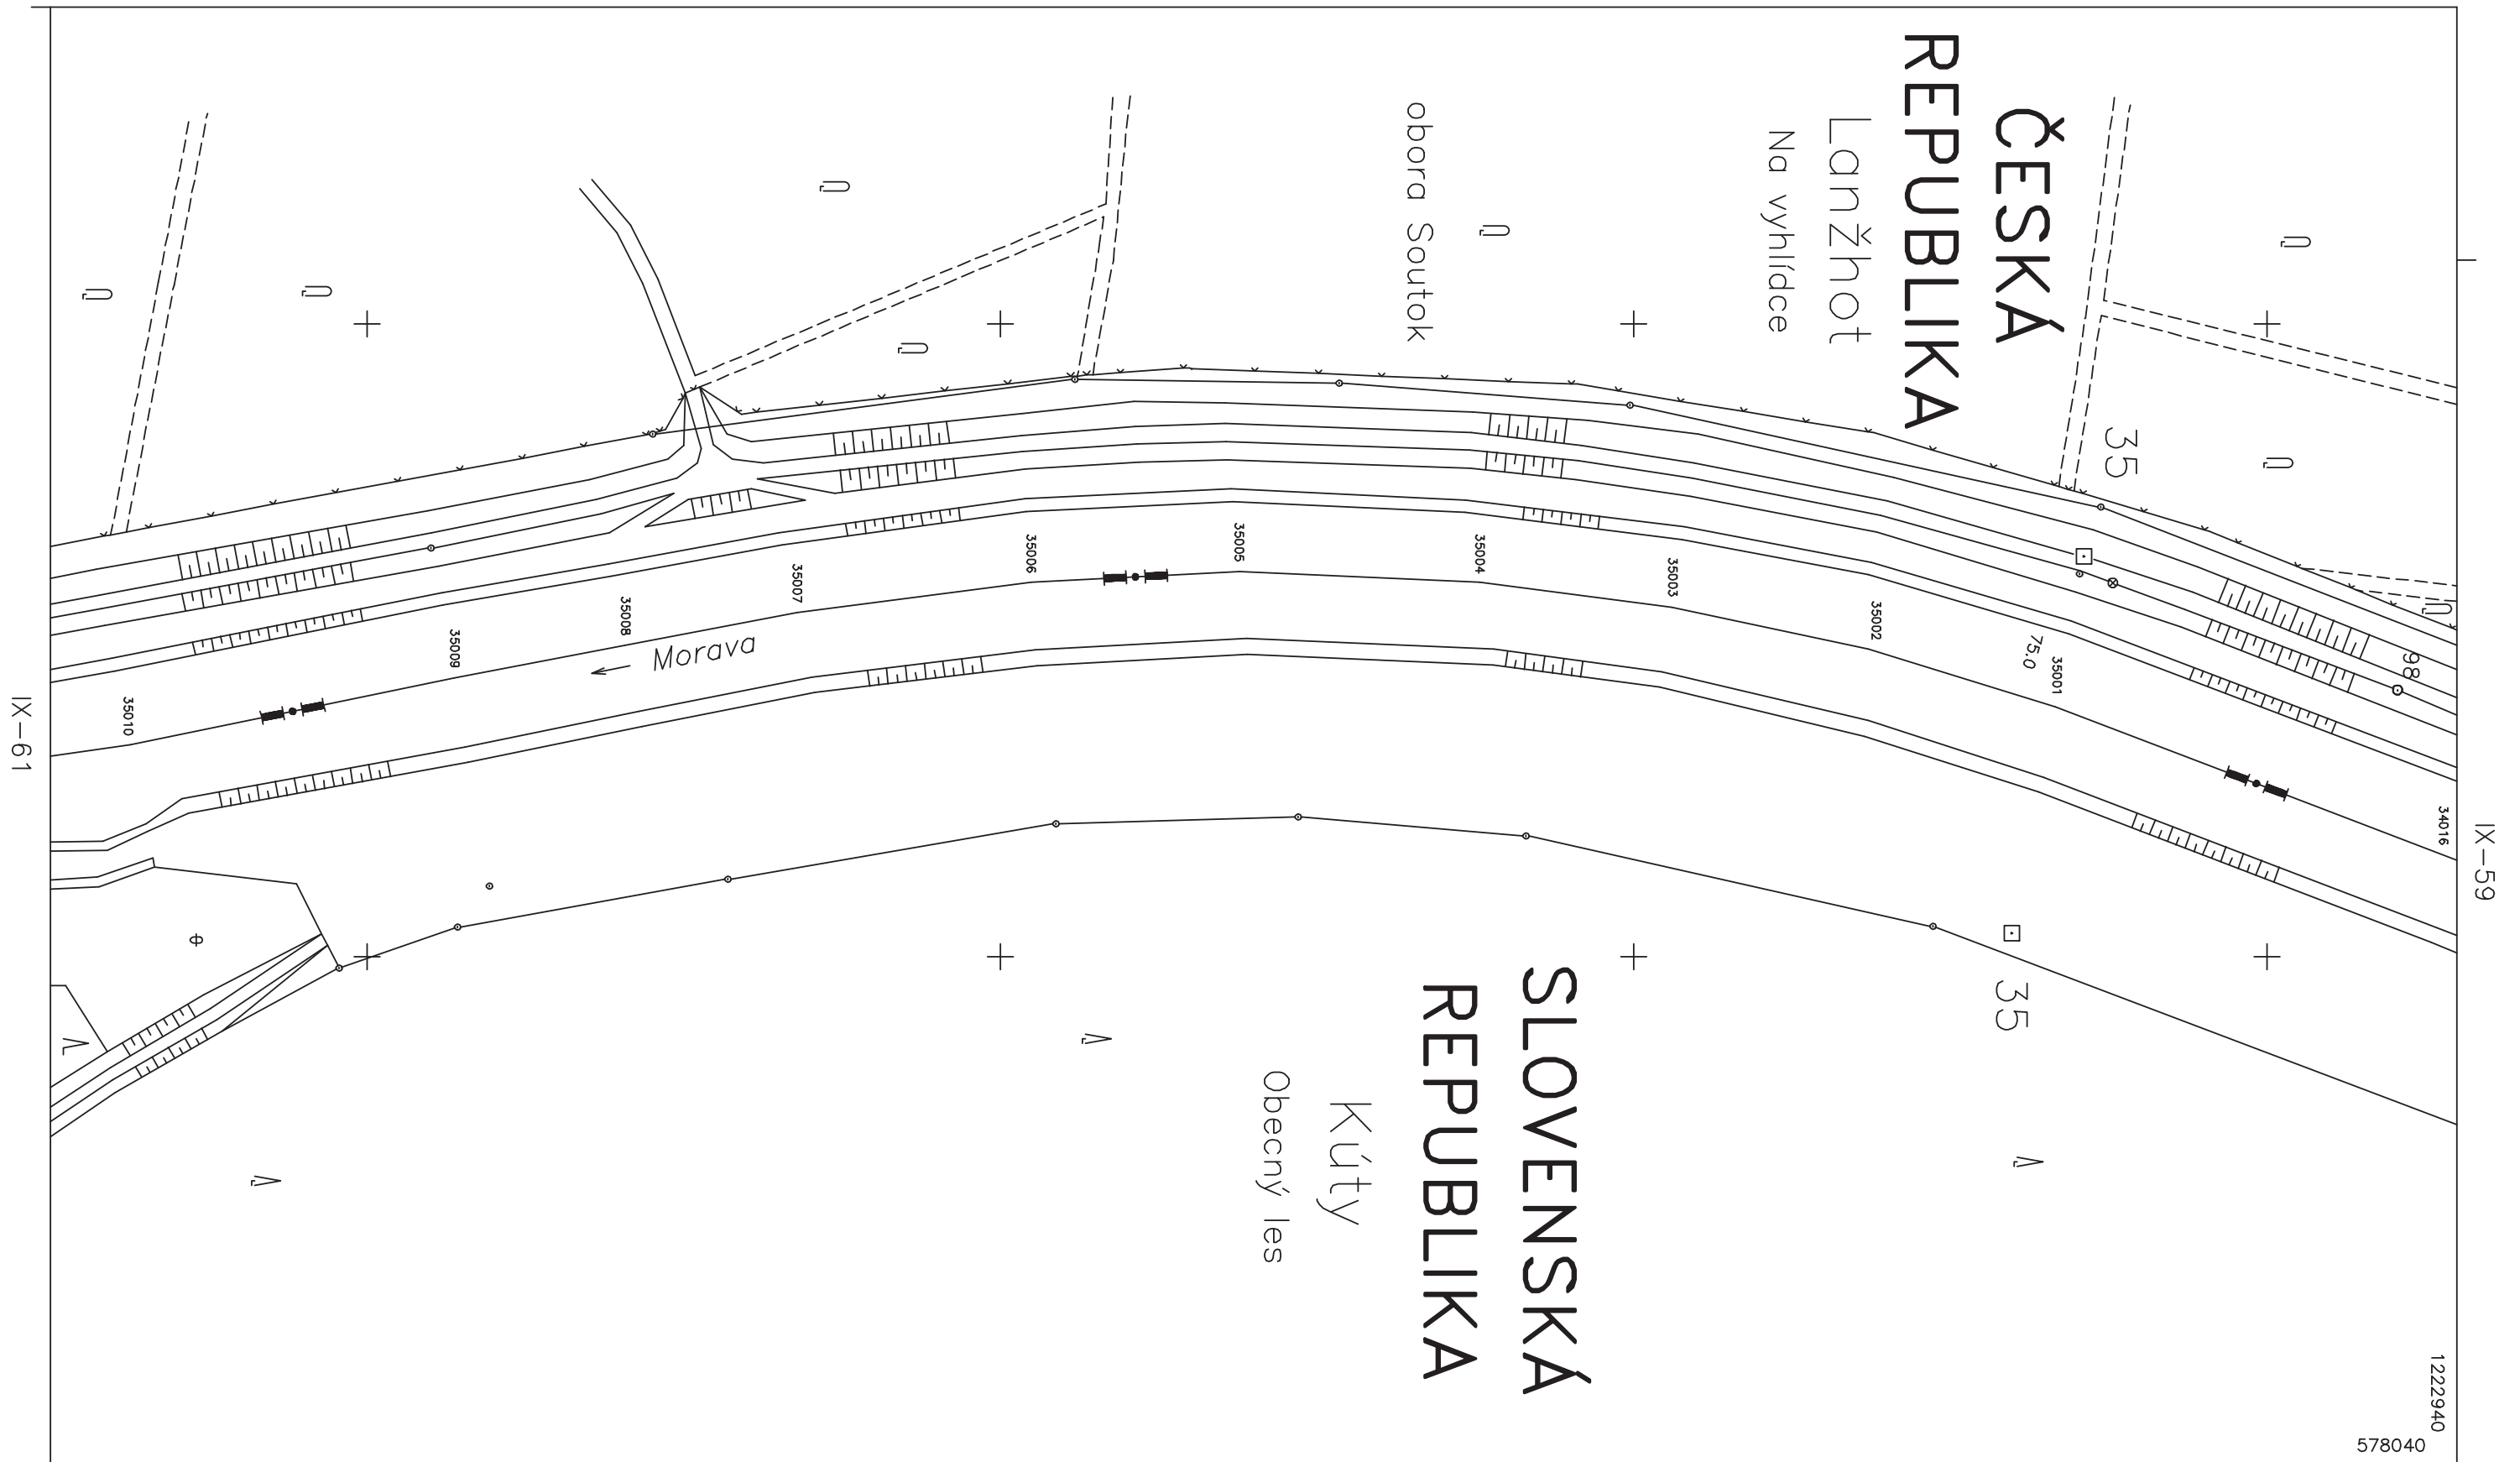 ČESKÁ
REPUBLIKA
Lanžhot
Na vyhlídce
obora Soutok
35
98
IX-59
34016
35001
75.0
35002
35003
35004
35005
35006
35007
35008
Morava
35009
35010
IX-61
35
SLOVENSKÁ
REPUBLIKA
Kúty
Obecný les
1222940
578040